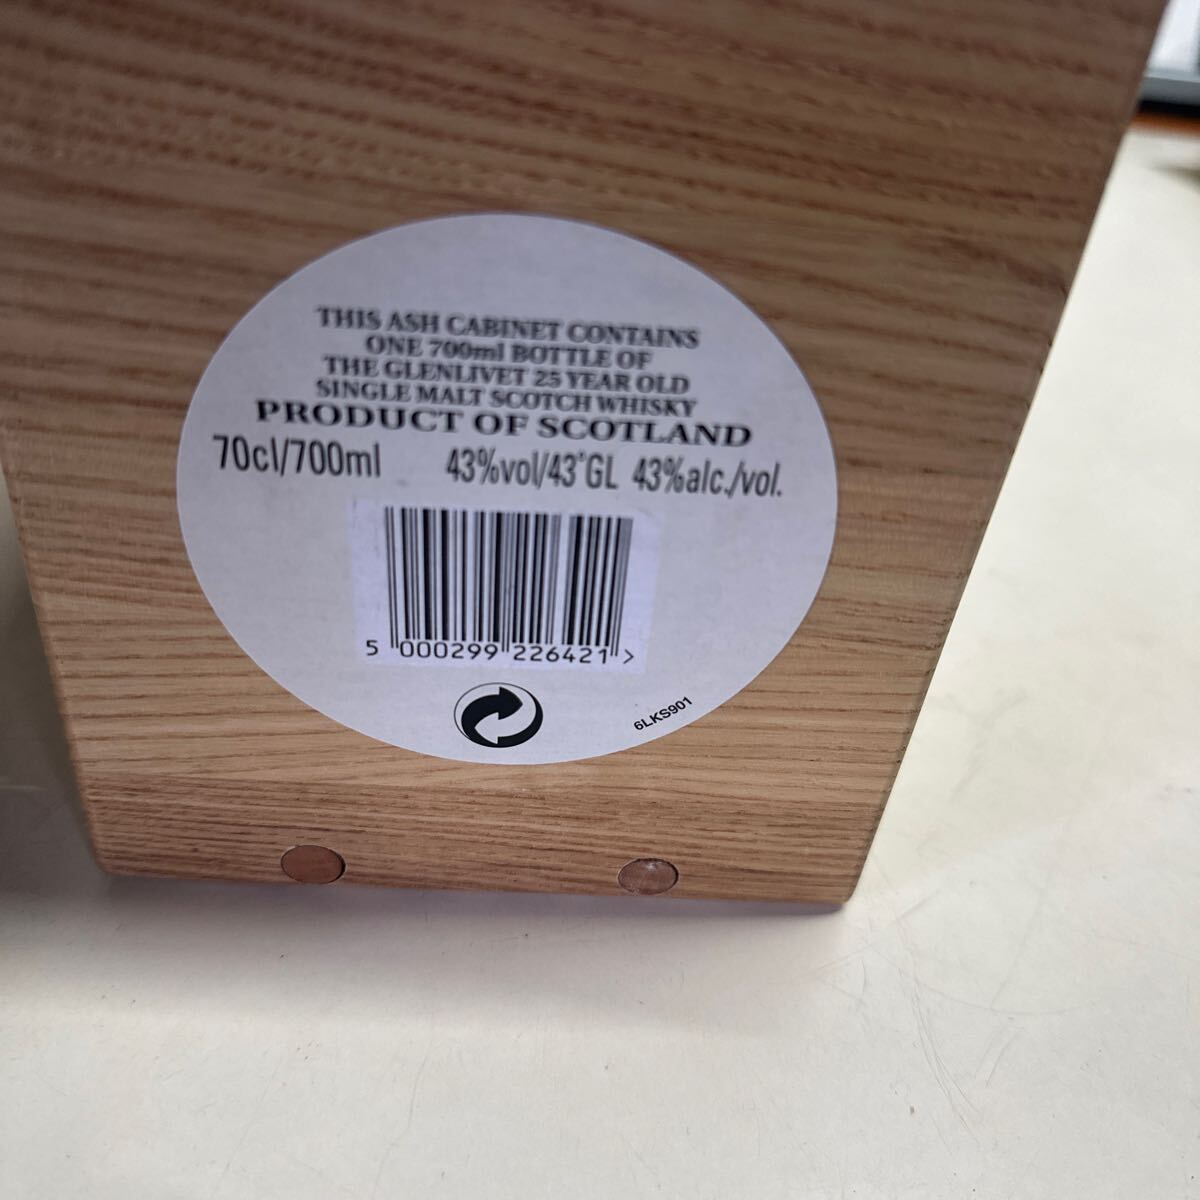 THIS ASH CABINET CONTAINS
ONE 700ml BOTTLE OF
THE GLENLIVET 25 YEAR OLD
SINGLE MALT SCOTCH WHISKY
PRODUCT OF SCOTLAND
70cl/700ml 43%vol/43°GL 43%alc./vol.
5 000299 226421 >
6LKS901